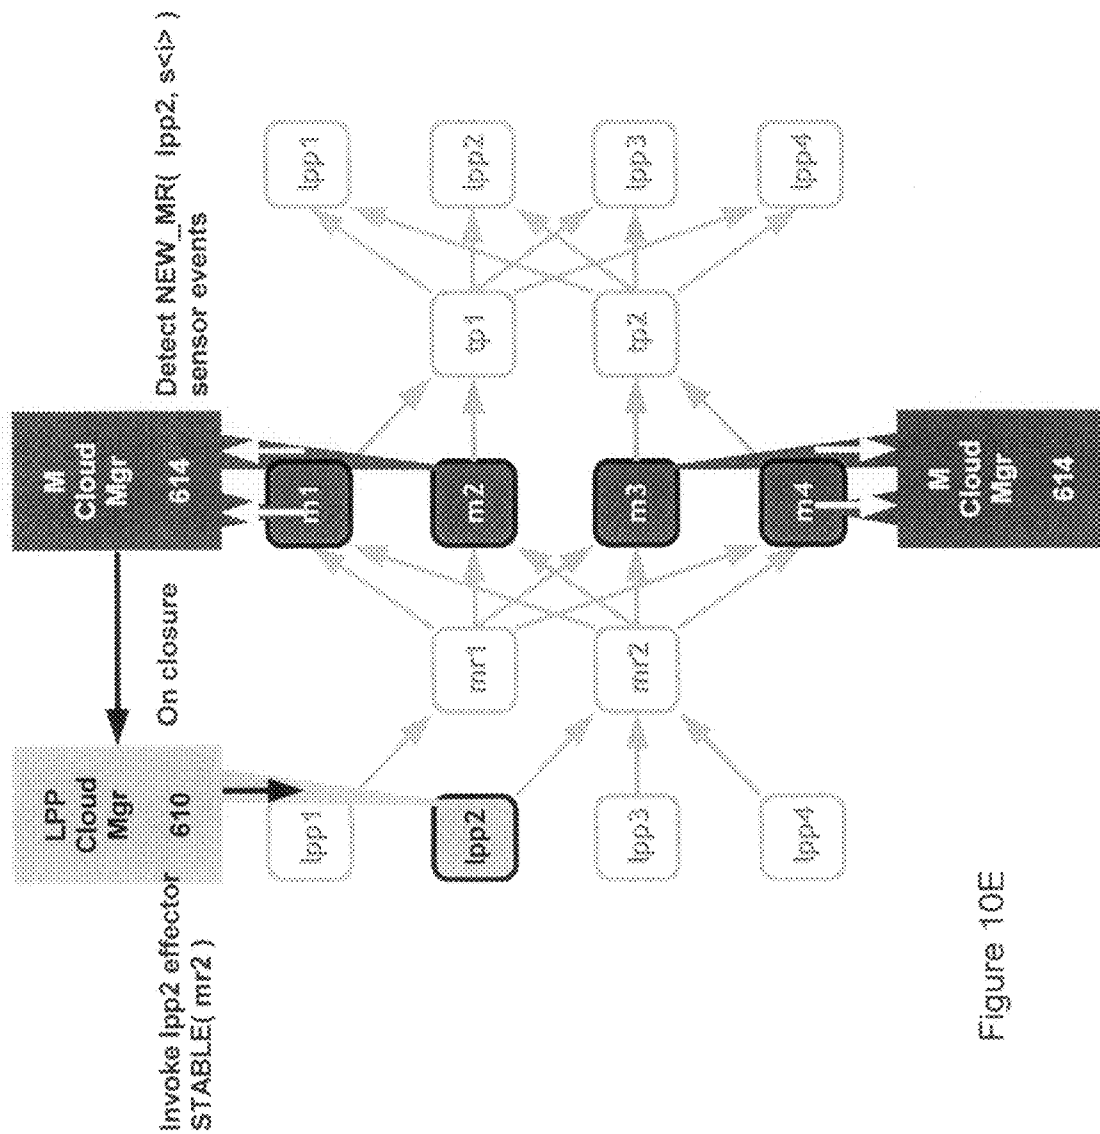 Invoke lpp2 effector
STABLE( mr2 )
On closure
Detect NEW_MR( lpp2, s<i> )
sensor events
LPP
Cloud
Mgr
610
M
Cloud
Mgr
614
lpp1
lpp2
lpp3
lpp4
mr1
mr2
m1
m2
m3
m4
tp1
tp2
lpp1
lpp2
lpp3
lpp4
M
Cloud
Mgr
614
Figure 10E